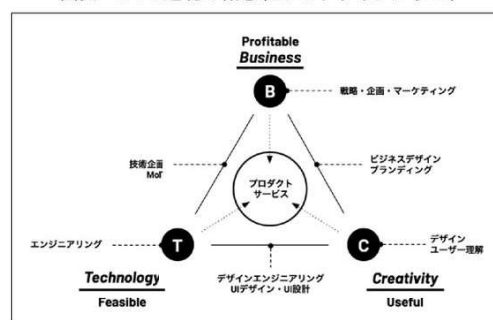 Profitable
Business
B
戦略・企画・マーケティング
技術企画
MoT
ビジネスデザイン
ブランディング
プロダクト
サービス
エンジニアリング
T
C
デザイン
ユーザー理解
Technology
Feasible
デザインエンジニアリング
UIデザイン・UI設計
Creativity
Useful